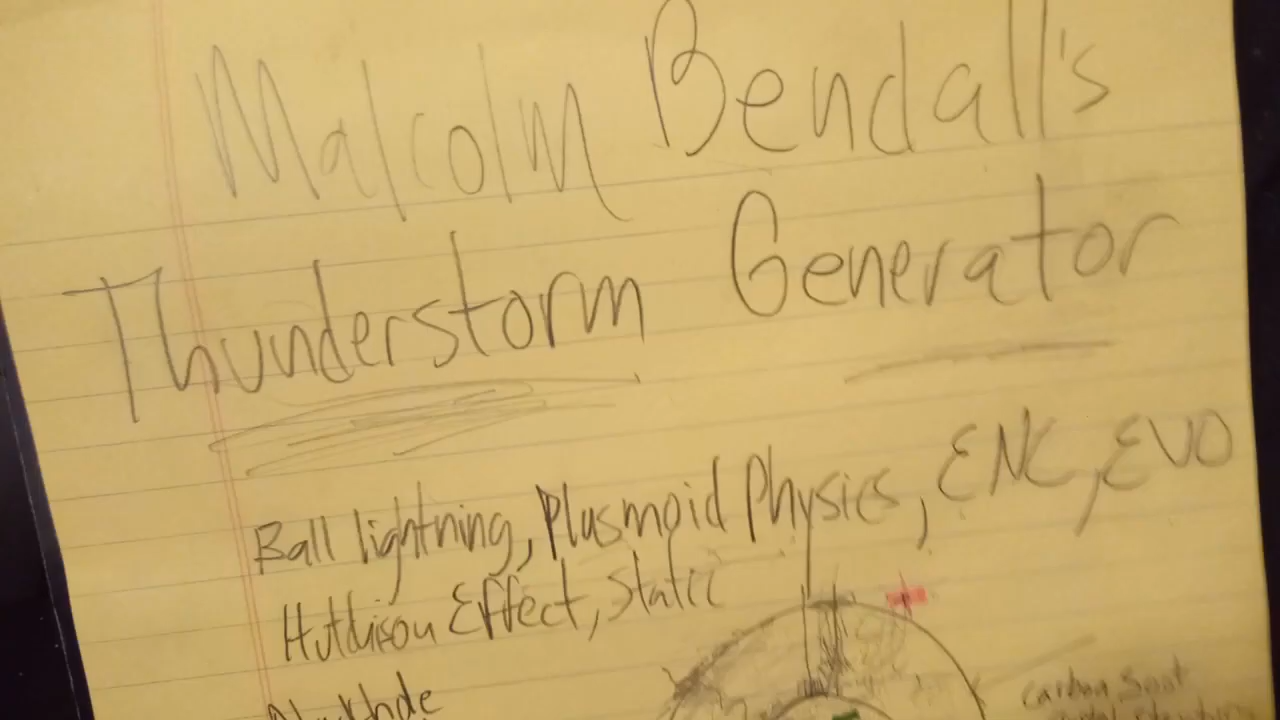 Malcolm Bendall's
Thunderstorm Generator
Ball lightning, Plasmoid Physics, ENC, EVO
Hutchison Effect, Static
Carbon Soot